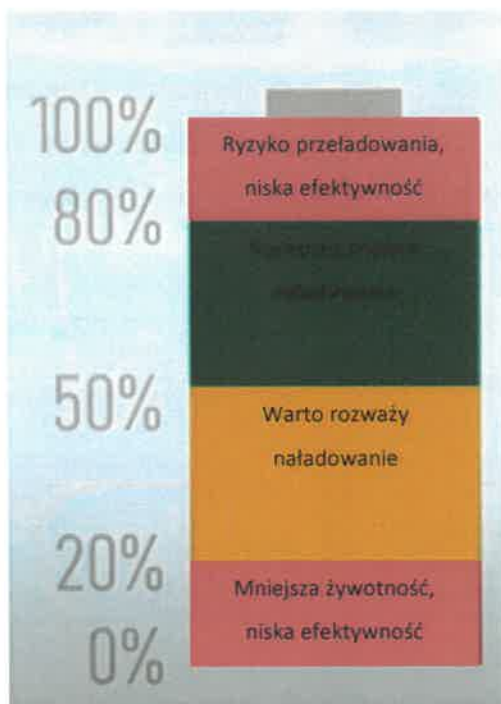 100%
Ryzyko przeładowania,
niska efektywność
80%
50%
Warto rozważy
naładowanie
20%
Mniejsza żywotność,
niska efektywność
0%